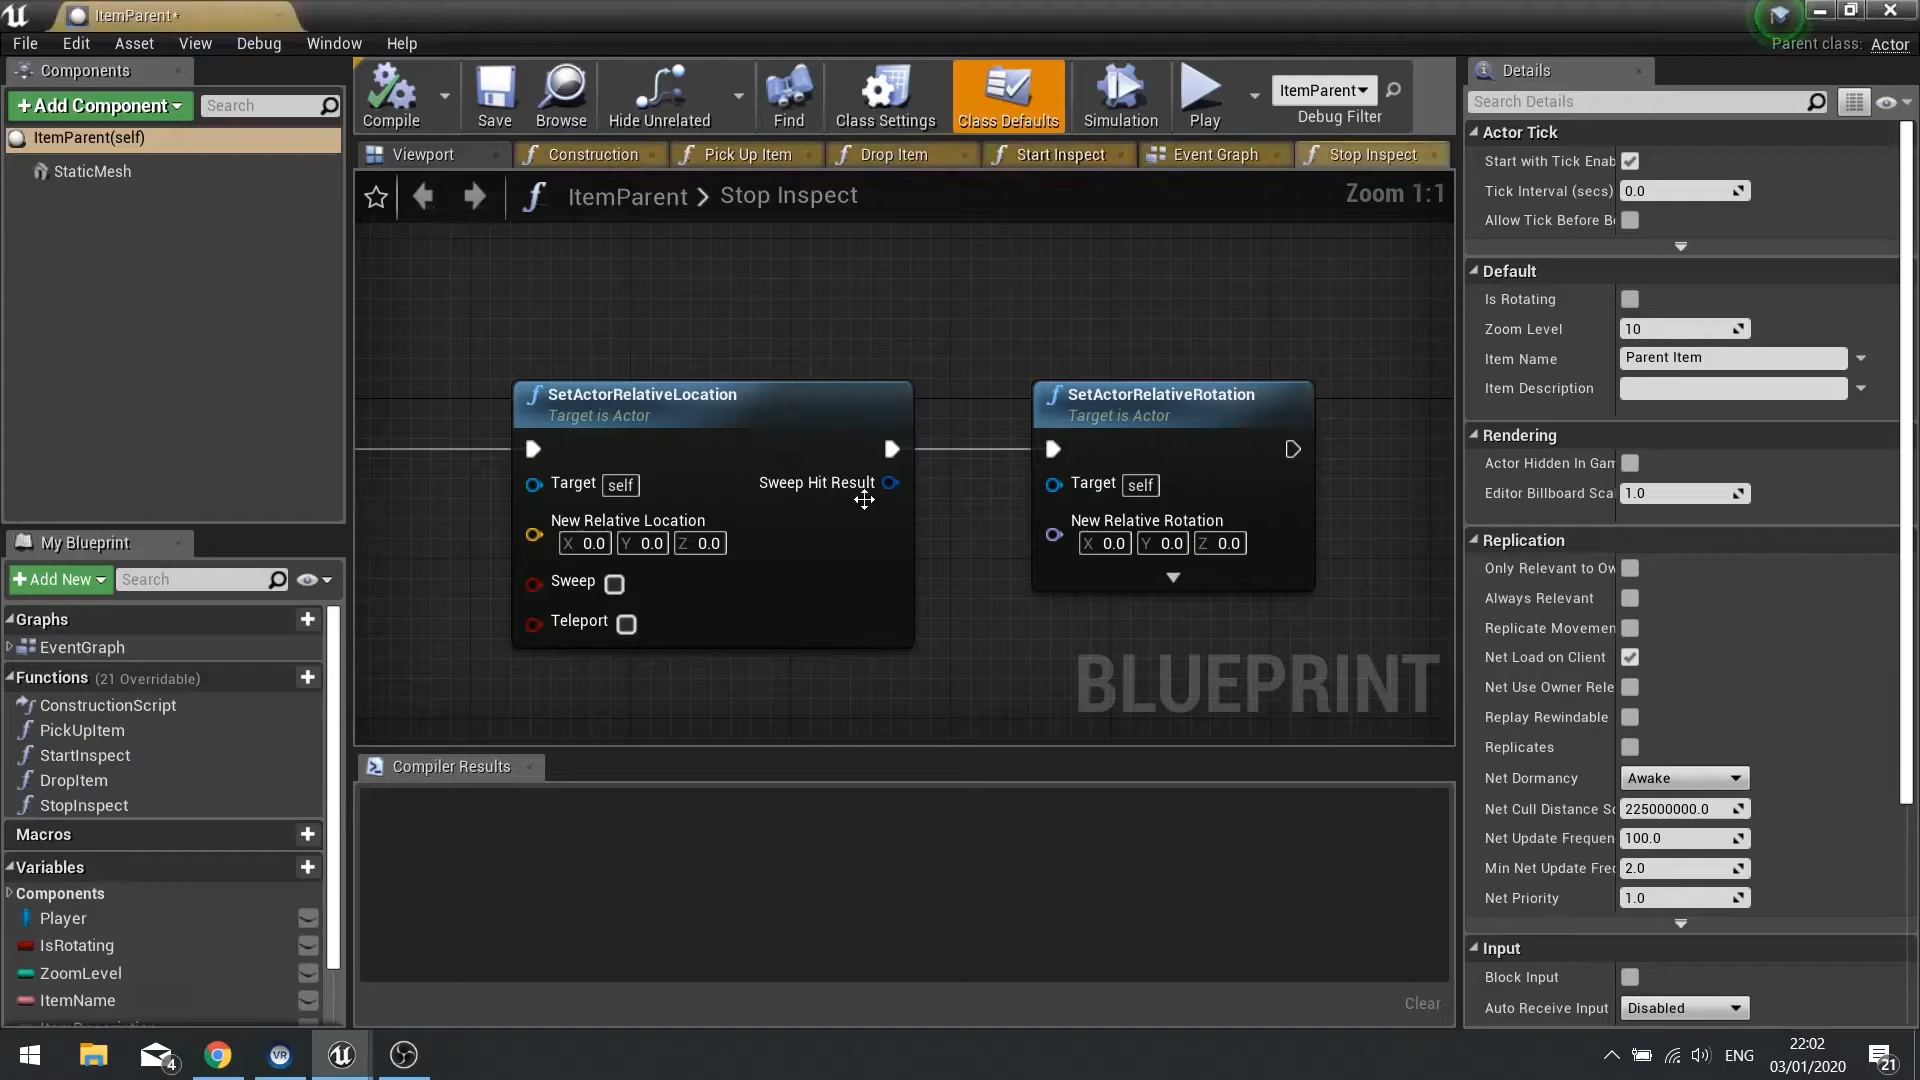 ItemParent*
File Edit Asset View Debug Window Help
Parent class: Actor
Components
+Add Component
Search
ItemParent(self)
StaticMesh
Compile
Save
Browse
Hide Unrelated
Find
Class Settings
Class Defaults
Simulation
Play
ItemParent
Debug Filter
Viewport
Construction
Pick Up Item
Drop Item
Start Inspect
Event Graph
Stop Inspect
ItemParent > Stop Inspect
Zoom 1:1
SetActorRelativeLocation
Target is Actor
Target self
Sweep Hit Result
New Relative Location
X 0.0 Y 0.0 Z 0.0
Sweep
Teleport
SetActorRelativeRotation
Target is Actor
Target self
New Relative Rotation
X 0.0 Y 0.0 Z 0.0
BLUEPRINT
Compiler Results
Clear
My Blueprint
+Add New
Search
Graphs
EventGraph
Functions (21 Overridable)
ConstructionScript
PickUpItem
StartInspect
DropItem
StopInspect
Macros
Variables
Components
Player
IsRotating
ZoomLevel
ItemName
Details
Search Details
Actor Tick
Start with Tick Enab
Tick Interval (secs) 0.0
Allow Tick Before B
Default
Is Rotating
Zoom Level 10
Item Name Parent Item
Item Description
Rendering
Actor Hidden In Gam
Editor Billboard Sca 1.0
Replication
Only Relevant to Ow
Always Relevant
Replicate Movemen
Net Load on Client
Net Use Owner Rele
Replay Rewindable
Replicates
Net Dormancy Awake
Net Cull Distance Sc 225000000.0
Net Update Frequen 100.0
Min Net Update Fre 2.0
Net Priority 1.0
Input
Block Input
Auto Receive Input Disabled
4
VR
ENG
22:02
03/01/2020
21